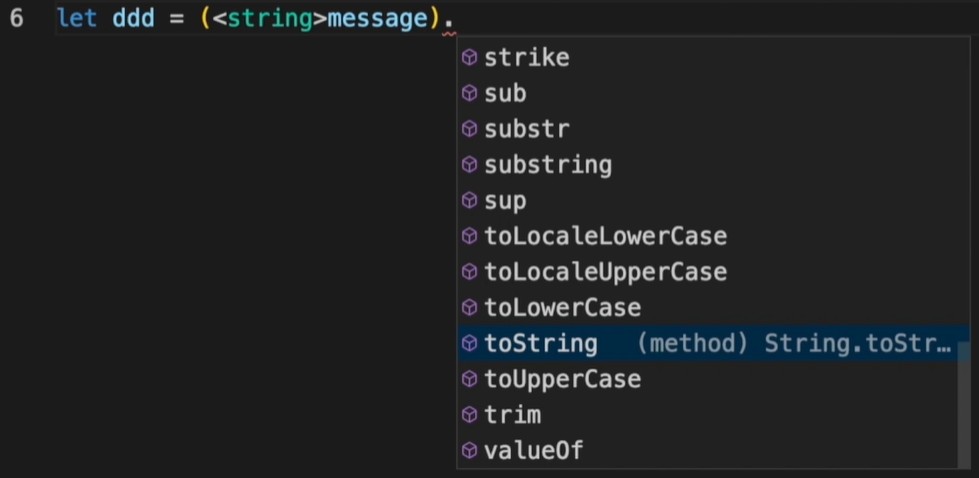 6 let ddd = (<string>message).
strike
sub
substr
substring
sup
toLocaleLowerCase
toLocaleUpperCase
toLowerCase
toString (method) String.toStr…
toUpperCase
trim
valueOf